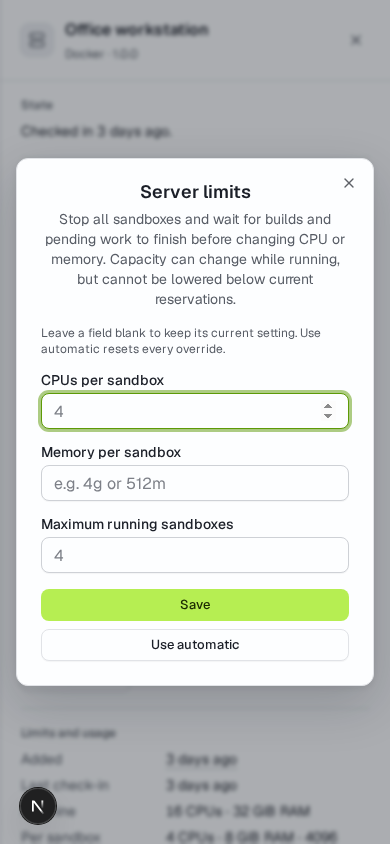 Office workstation
Docker · 1.0.0
State
Checked in 3 days ago.
Server limits
Stop all sandboxes and wait for builds and
pending work to finish before changing CPU or
memory. Capacity can change while running,
but cannot be lowered below current
reservations.
Leave a field blank to keep its current setting. Use
automatic resets every override.
CPUs per sandbox
4
Memory per sandbox
e.g. 4g or 512m
Maximum running sandboxes
4
Save
Use automatic
Limits and usage
Added 3 days ago
Last check-in 3 days ago
16 CPUs · 32 GiB RAM
N
Per sandbox 4 CPUs · 8 GiB RAM · 4096